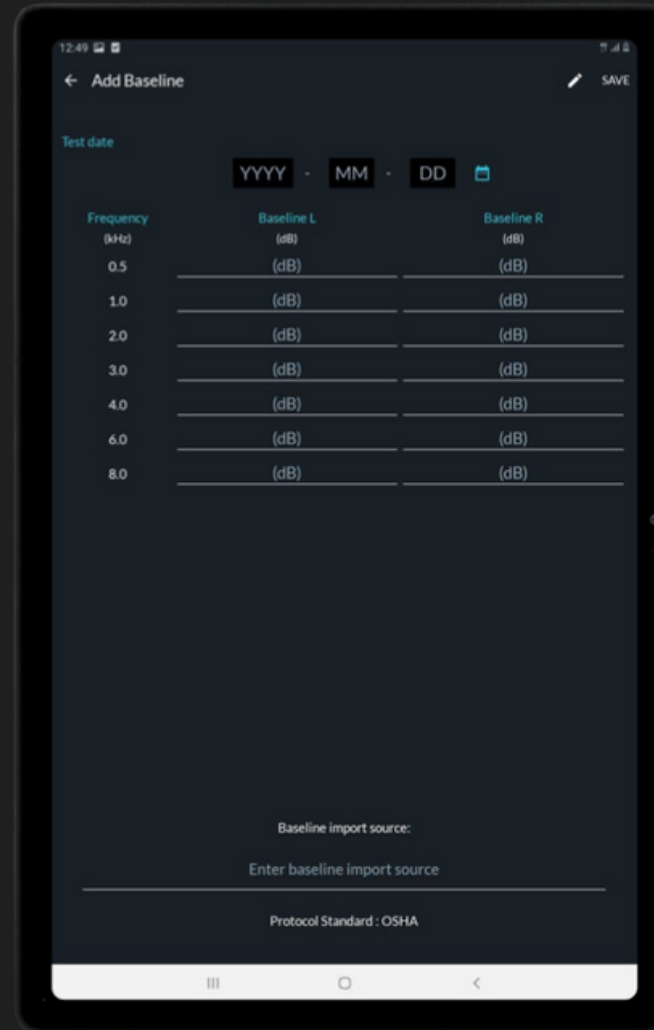 12:49
Add Baseline SAVE
Test date
YYYY - MM - DD
Frequency Baseline L Baseline R
(kHz) (dB) (dB)
0.5 (dB) (dB)
1.0 (dB) (dB)
2.0 (dB) (dB)
3.0 (dB) (dB)
4.0 (dB) (dB)
6.0 (dB) (dB)
8.0 (dB) (dB)
Baseline import source:
Enter baseline import source
Protocol Standard : OSHA